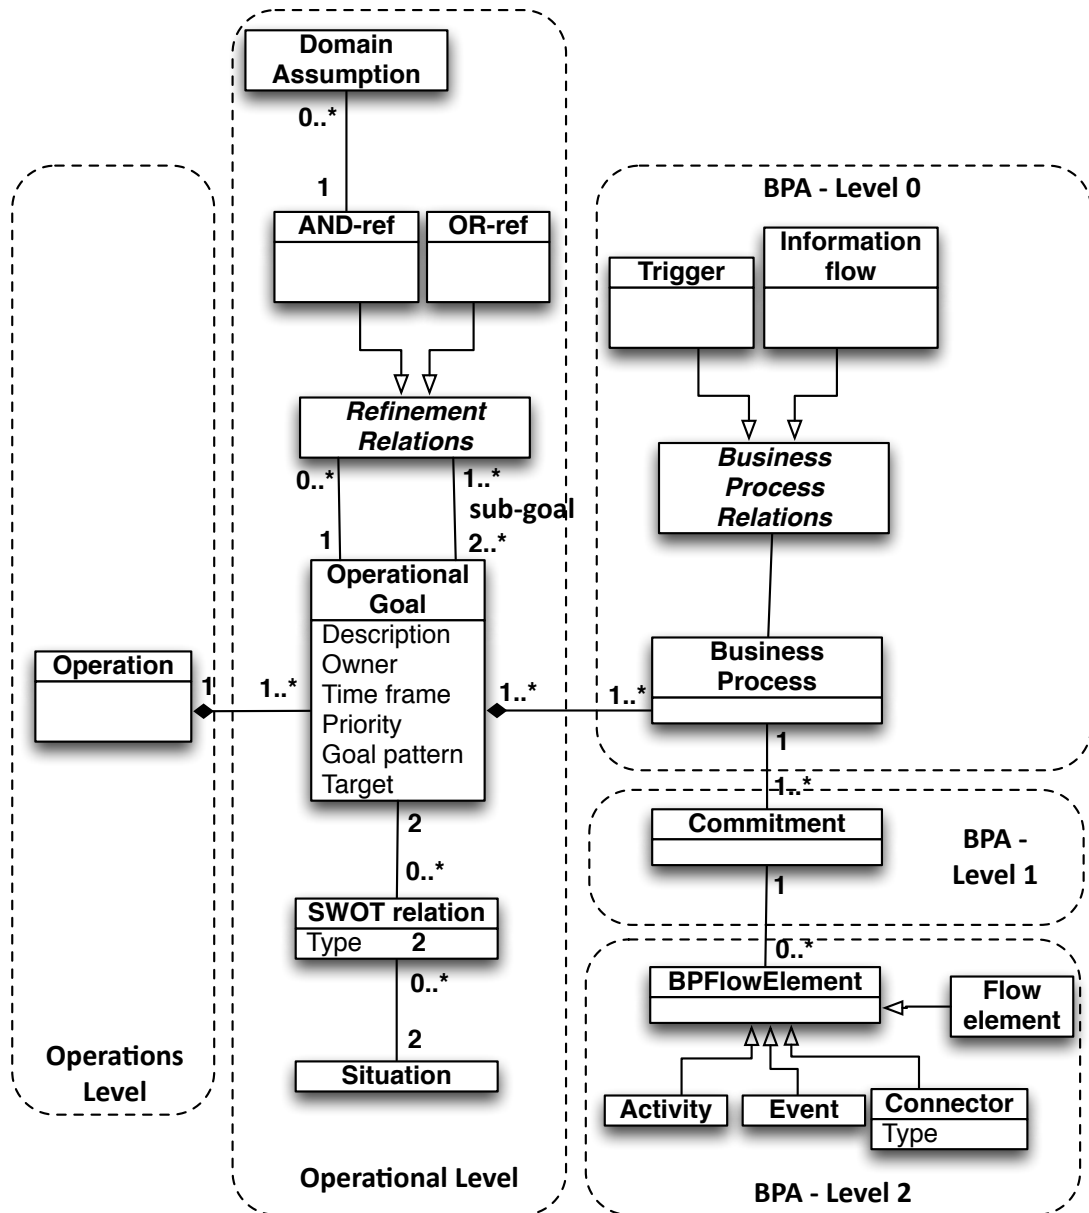 Domain
Assumption
0..*
1
AND-ref
OR-ref
Refinement
Relations
0..*
1..*
sub-goal
1
2..*
Operational
Goal
Description
Owner
Time frame
Priority
Goal pattern
Target
Operation
1
1..*
1..*
1..*
2
0..*
SWOT relation
Type
2
0..*
2
Situation
Operations
Level
Operational Level
BPA - Level 0
Information
flow
Trigger
Business
Process
Relations
Business
Process
1
1..*
Commitment
BPA -
Level 1
1
0..*
BPFlowElement
Flow
element
Activity
Event
Connector
Type
BPA - Level 2